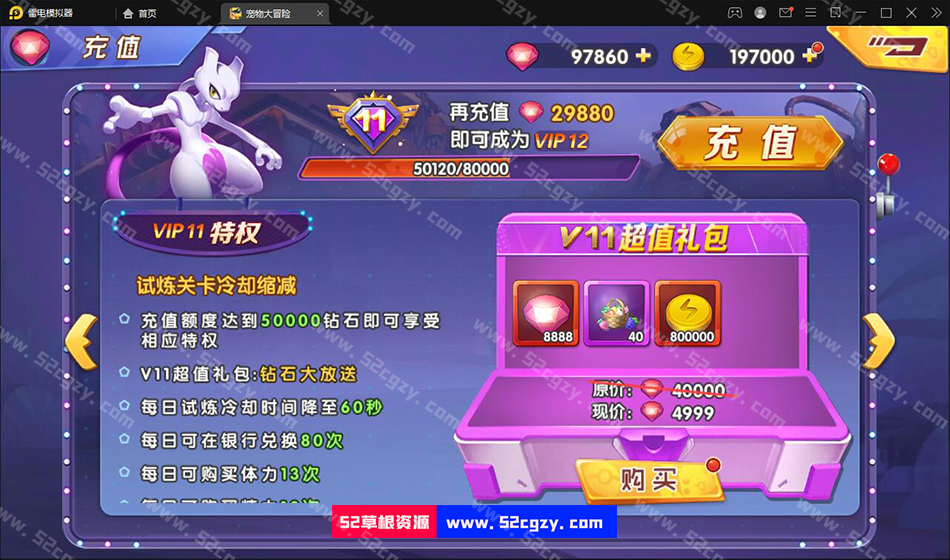 雷电模拟器
首页
宠物大冒险
充值
97860
197000
11
再充值 29880
即可成为 VIP 12
50120/80000
充 值
VIP 11 特权
试炼关卡冷却缩减
充值额度达到50000钻石即可享受
相应特权
V11超值礼包:钻石大放送
每日试炼冷却时间降至60秒
每日可在银行兑换80次
每日可购买体力13次
V11超值礼包
8888
40
800000
原价: 40000
现价: 4999
购 买
52草根资源 www.52cgzy.com
www.52cgzy.com